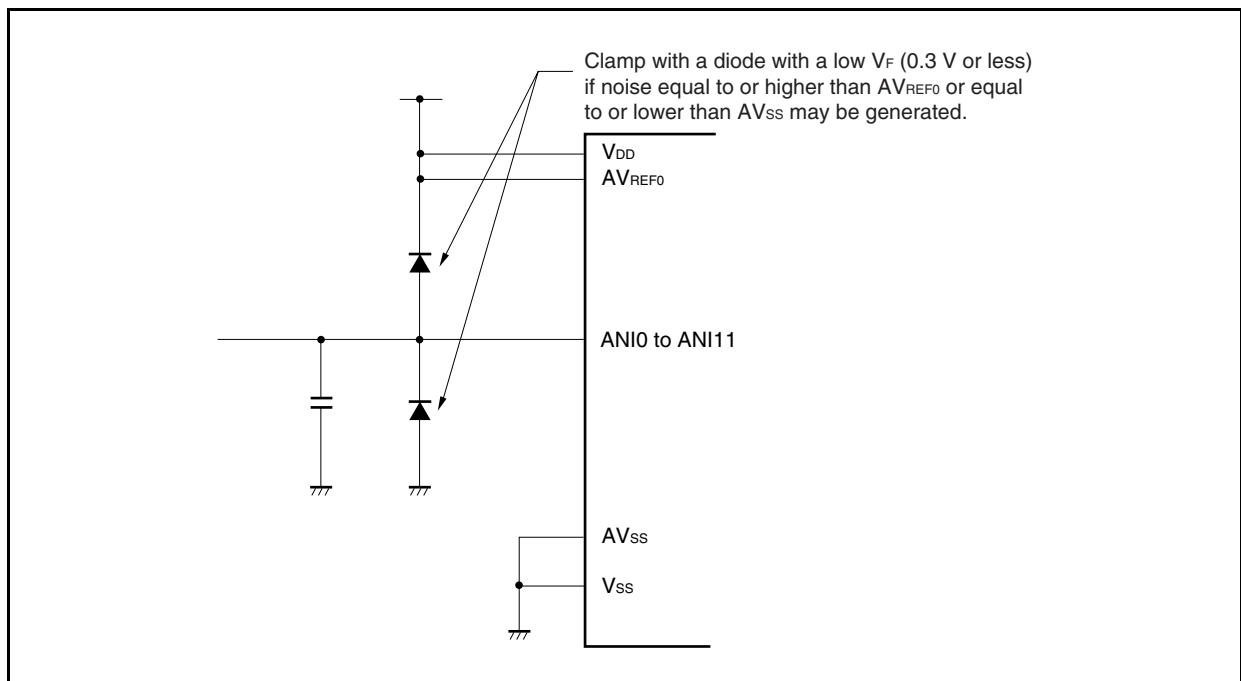 Clamp with a diode with a low VF (0.3 V or less)
if noise equal to or higher than AVREF0 or equal
to or lower than AVSS may be generated.
VDD
AVREF0
ANI0 to ANI11
AVSS
VSS